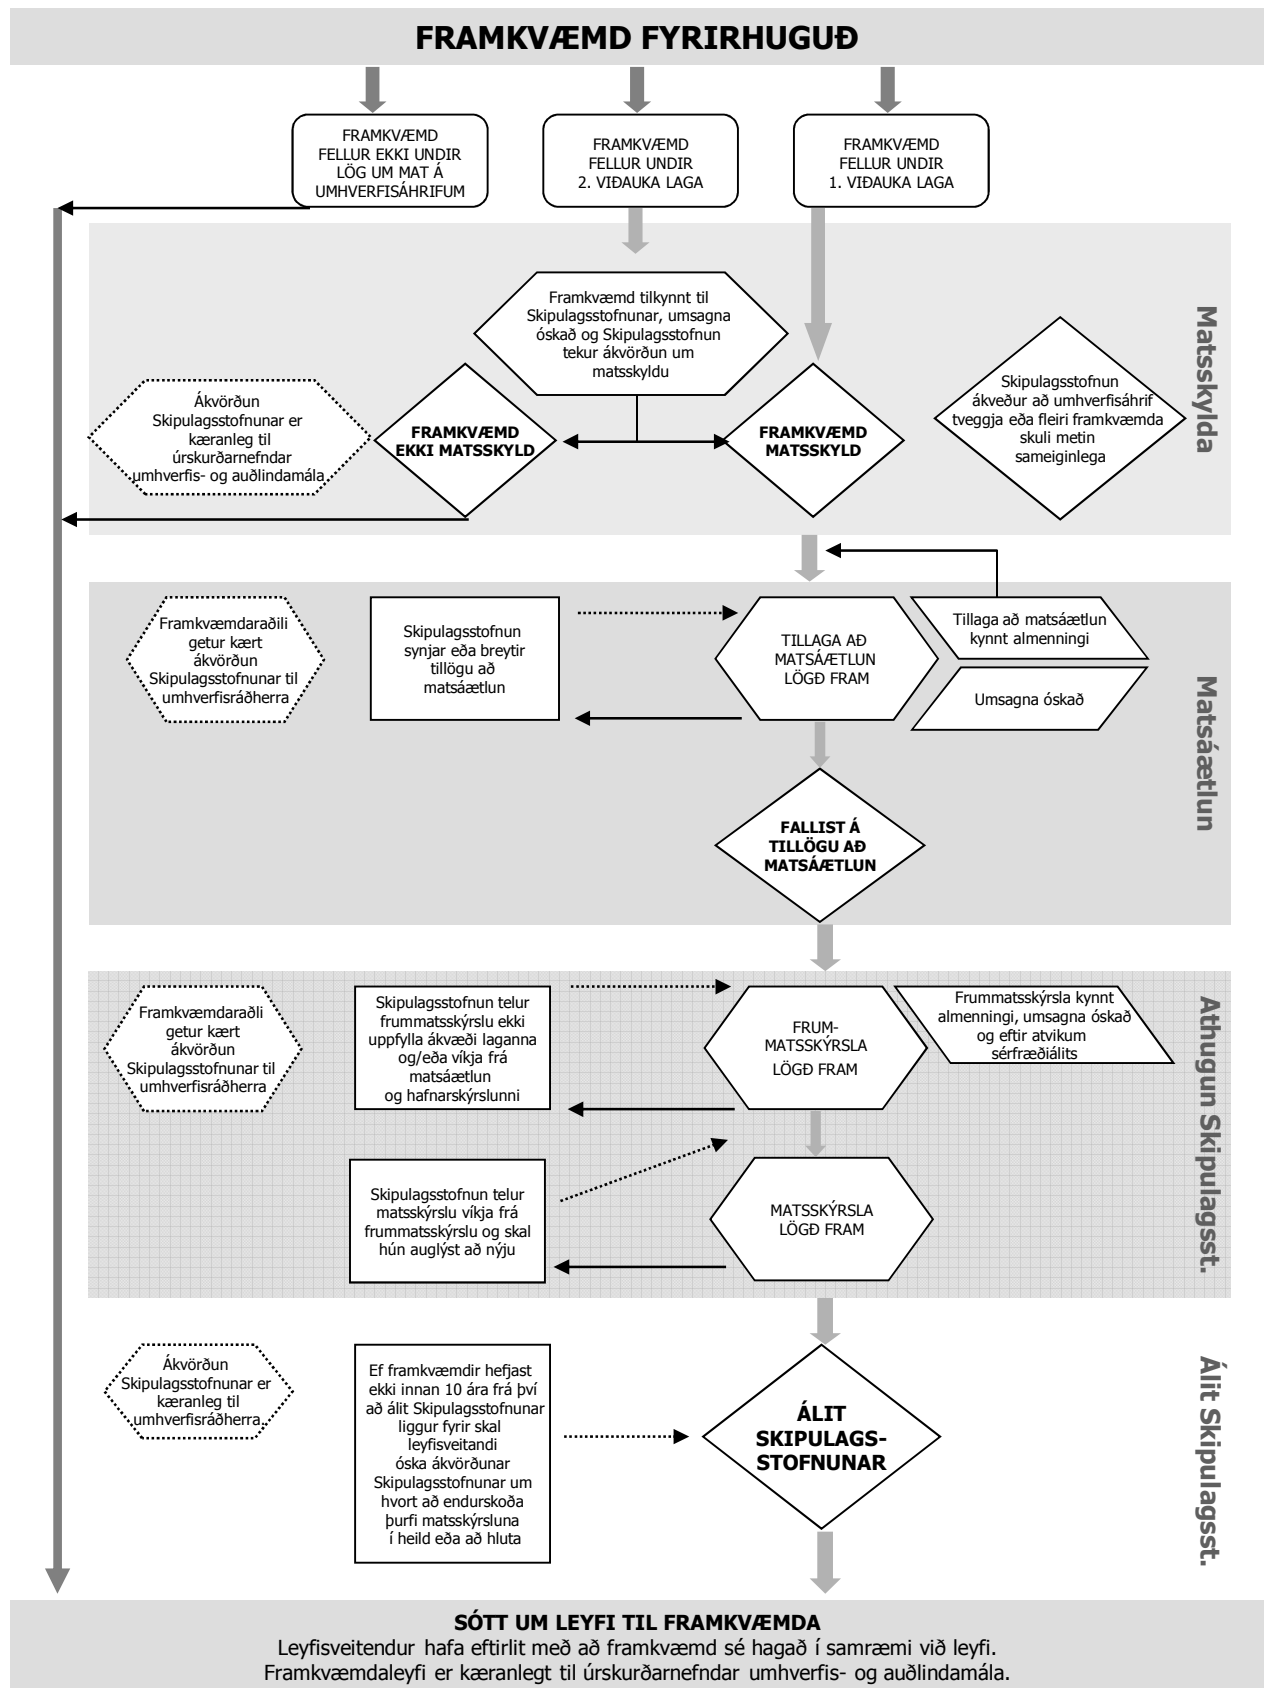 FRAMKVÆMD FYRIRHUGUÐ
FRAMKVÆMD
FELLUR EKKI UNDIR
LÖG UM MAT Á
UMHVERFISÁHRIFUM
FRAMKVÆMD
FELLUR UNDIR
2. VIÐAUKA LAGA
FRAMKVÆMD
FELLUR UNDIR
1. VIÐAUKA LAGA
Matsskylda
Framkvæmd tilkynnt til
Skipulagsstofnunar, umsagna
óskað og Skipulagsstofnun
tekur ákvörðun um
matsskyldu
Ákvörðun
Skipulagsstofnunar er
kæranleg til
úrskurðarnefndar
umhverfis- og auðlindamála
FRAMKVÆMD
EKKI MATSSKYLD
FRAMKVÆMD
MATSSKYLD
Skipulagsstofnun
ákveður að umhverfisáhrif
tveggja eða fleiri framkvæmda
skuli metin
sameiginlega
Matsáætlun
Framkvæmdaraðili
getur kært
ákvörðun
Skipulagsstofnunar til
umhverfisráðherra
Skipulagsstofnun
synjar eða breytir
tillögu að
matsáætlun
TILLAGA AÐ
MATSÁÆTLUN
LÖGÐ FRAM
Tillaga að matsáætlun
kynnt almenningi
Umsagna óskað
FALLIST Á
TILLÖGU AÐ
MATSÁÆTLUN
Athugun Skipulagsst.
Framkvæmdaraðli
getur kært
ákvörðun
Skipulagsstofnunar til
umhverfisráðherra
Skipulagsstofnun telur
frummatsskýrslu ekki
uppfylla ákvæði laganna
og/eða víkja frá
matsáætlun
og hafnarskýrslunni
FRUM-
MATSSKÝRSLA
LÖGÐ FRAM
Frummatsskýrsla kynnt
almenningi, umsagna óskað
og eftir atvikum
sérfræðiálits
Skipulagsstofnun telur
matsskýrslu víkja frá
frummatsskýrslu og skal
hún auglýst að nýju
MATSSKÝRSLA
LÖGÐ FRAM
Álit Skipulagsst.
Ákvörðun
Skipulagsstofnunar er
kæranleg til
umhverfisráðherra.
Ef framkvæmdir hefjast
ekki innan 10 ára frá því
að álit Skipulagsstofnunar
liggur fyrir skal
leyfisveitandi
óska ákvörðunar
Skipulagsstofnunar um
hvort að endurskoða
þurfi matsskýrsluna
í heild eða að hluta
ÁLIT
SKIPULAGS-
STOFNUNAR
SÓTT UM LEYFI TIL FRAMKVÆMDA
Leyfisveitendur hafa eftirlit með að framkvæmd sé hagað í samræmi við leyfi.
Framkvæmdaleyfi er kæranlegt til úrskurðarnefndar umhverfis- og auðlindamála.